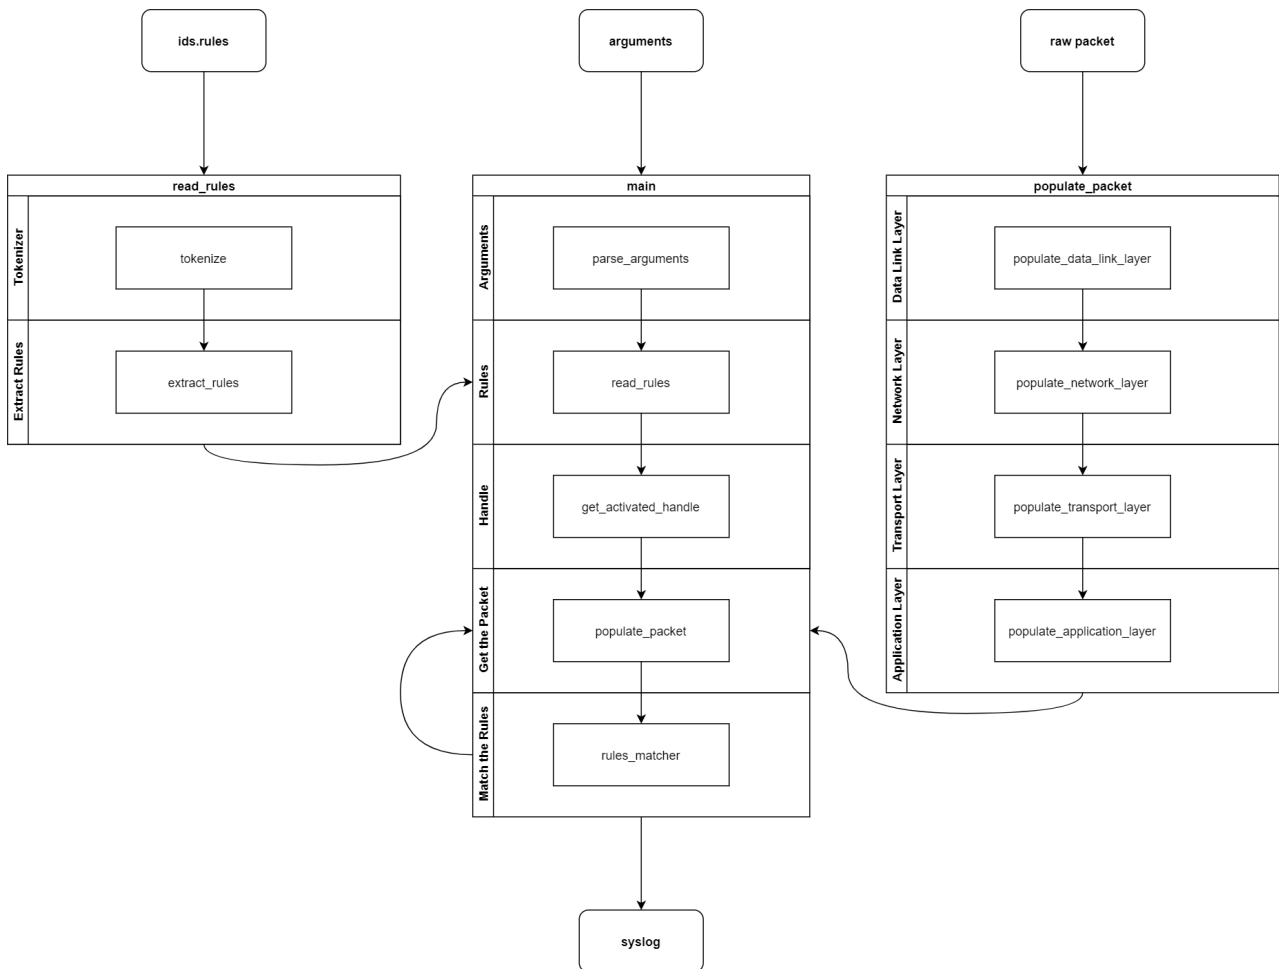 ids.rules
arguments
raw packet
read_rules
Tokenizer
tokenize
Extract Rules
extract_rules
main
Arguments
parse_arguments
Rules
read_rules
Handle
get_activated_handle
Get the Packet
populate_packet
Match the Rules
rules_matcher
populate_packet
Data Link Layer
populate_data_link_layer
Network Layer
populate_network_layer
Transport Layer
populate_transport_layer
Application Layer
populate_application_layer
syslog